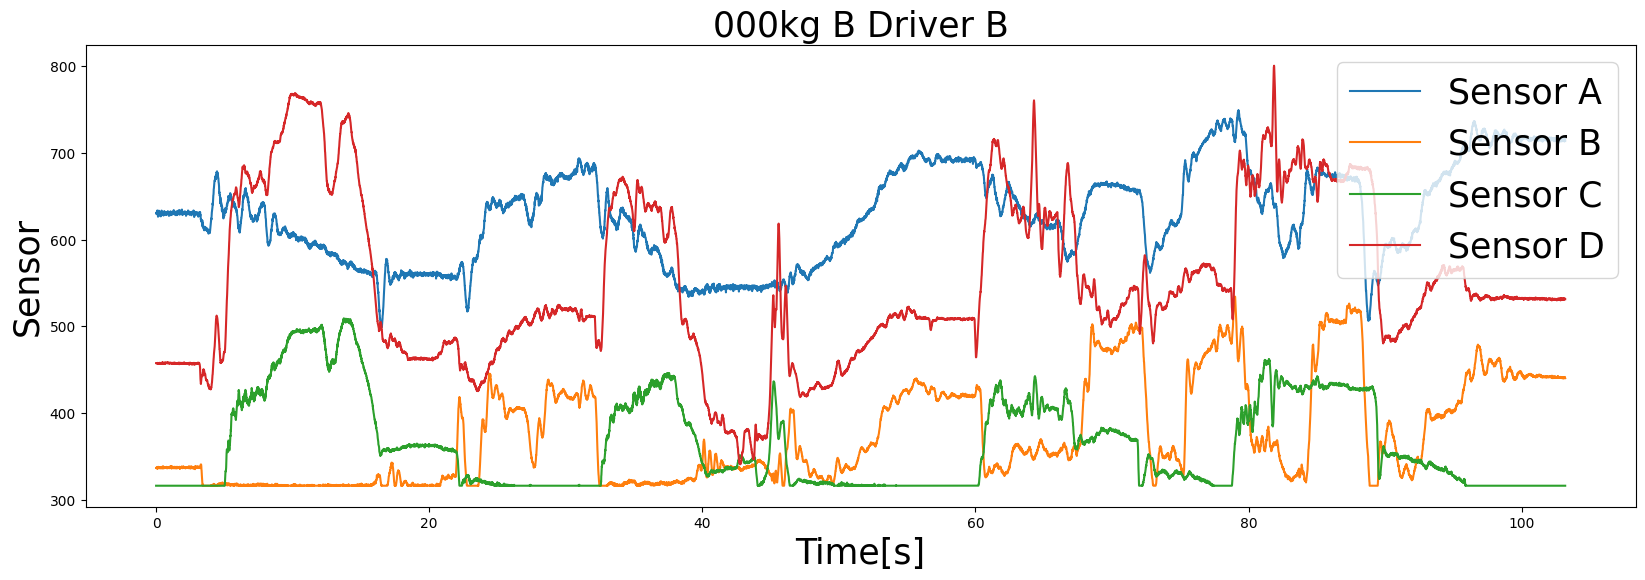 000kg B Driver B
Sensor
800
700
600
500
400
300
Sensor A
Sensor B
Sensor C
Sensor D
0 20 40 60 80 100
Time[s]